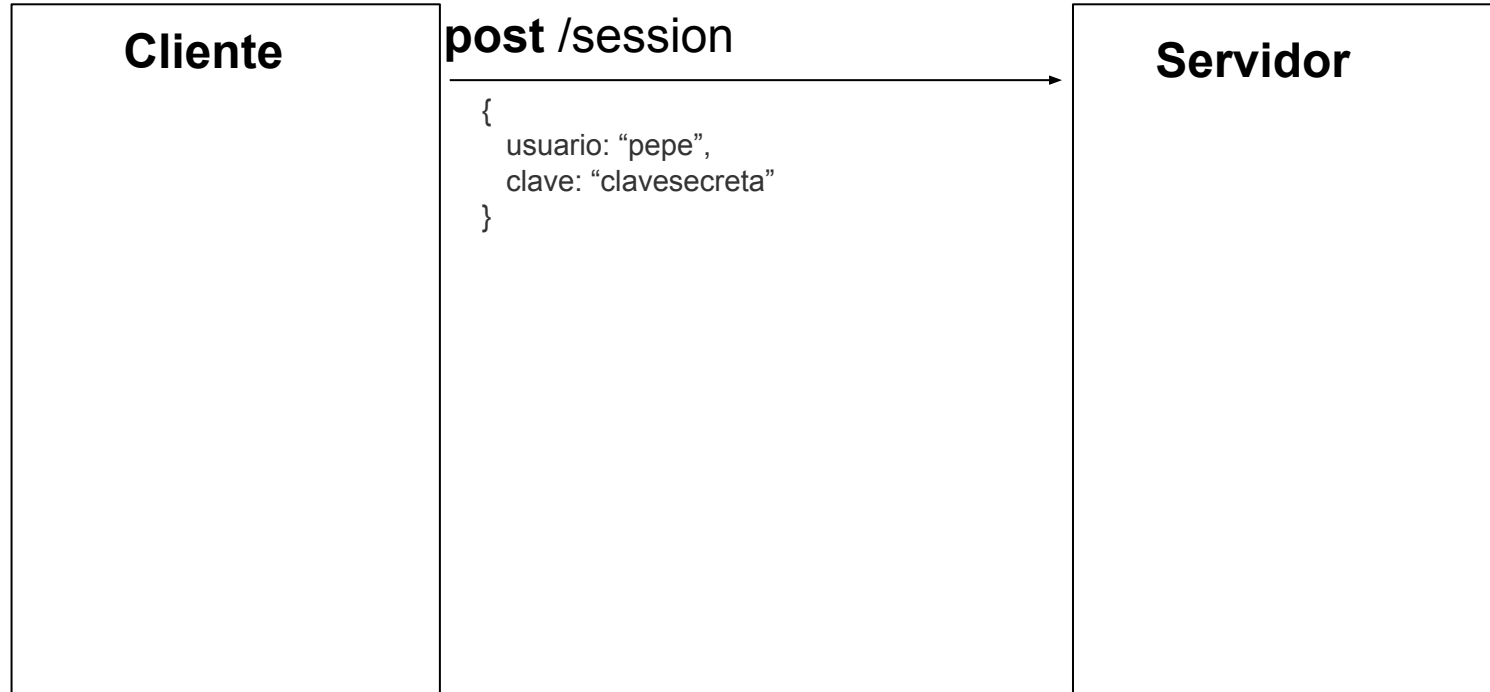 Cliente
post /session
Servidor
{
usuario: “pepe”,
clave: “clavesecreta”
}